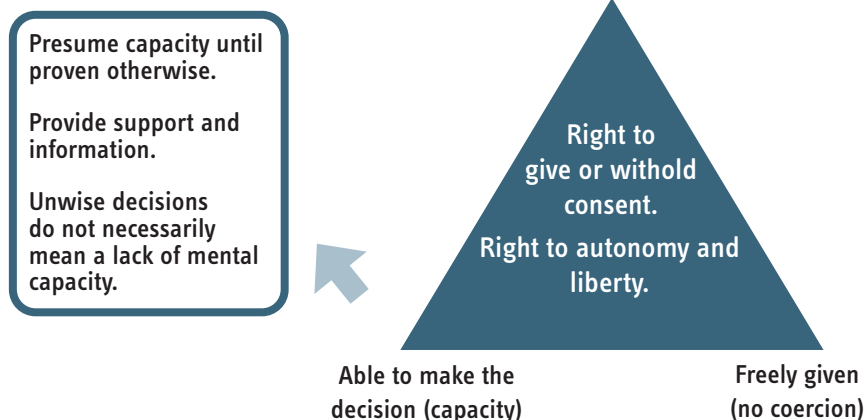 Presume capacity until
proven otherwise.
Provide support and
information.
Unwise decisions
do not necessarily
mean a lack of mental
capacity.
Right to
give or withold
consent.
Right to autonomy and
liberty.
Able to make the
decision (capacity)
Freely given
(no coercion)